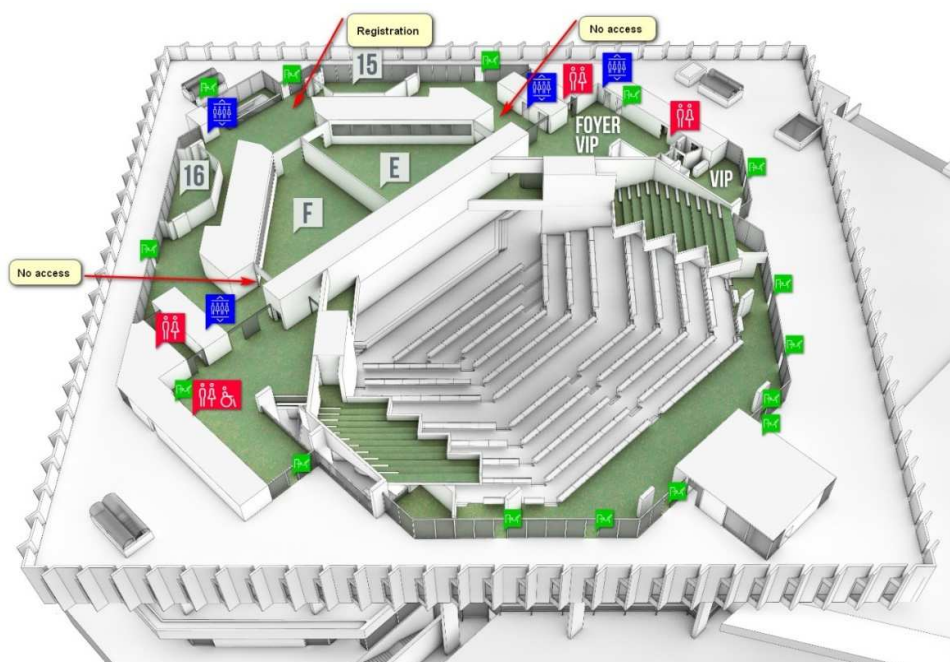 Registration
No access
15
FOYER
VIP
E
VIP
16
F
No access